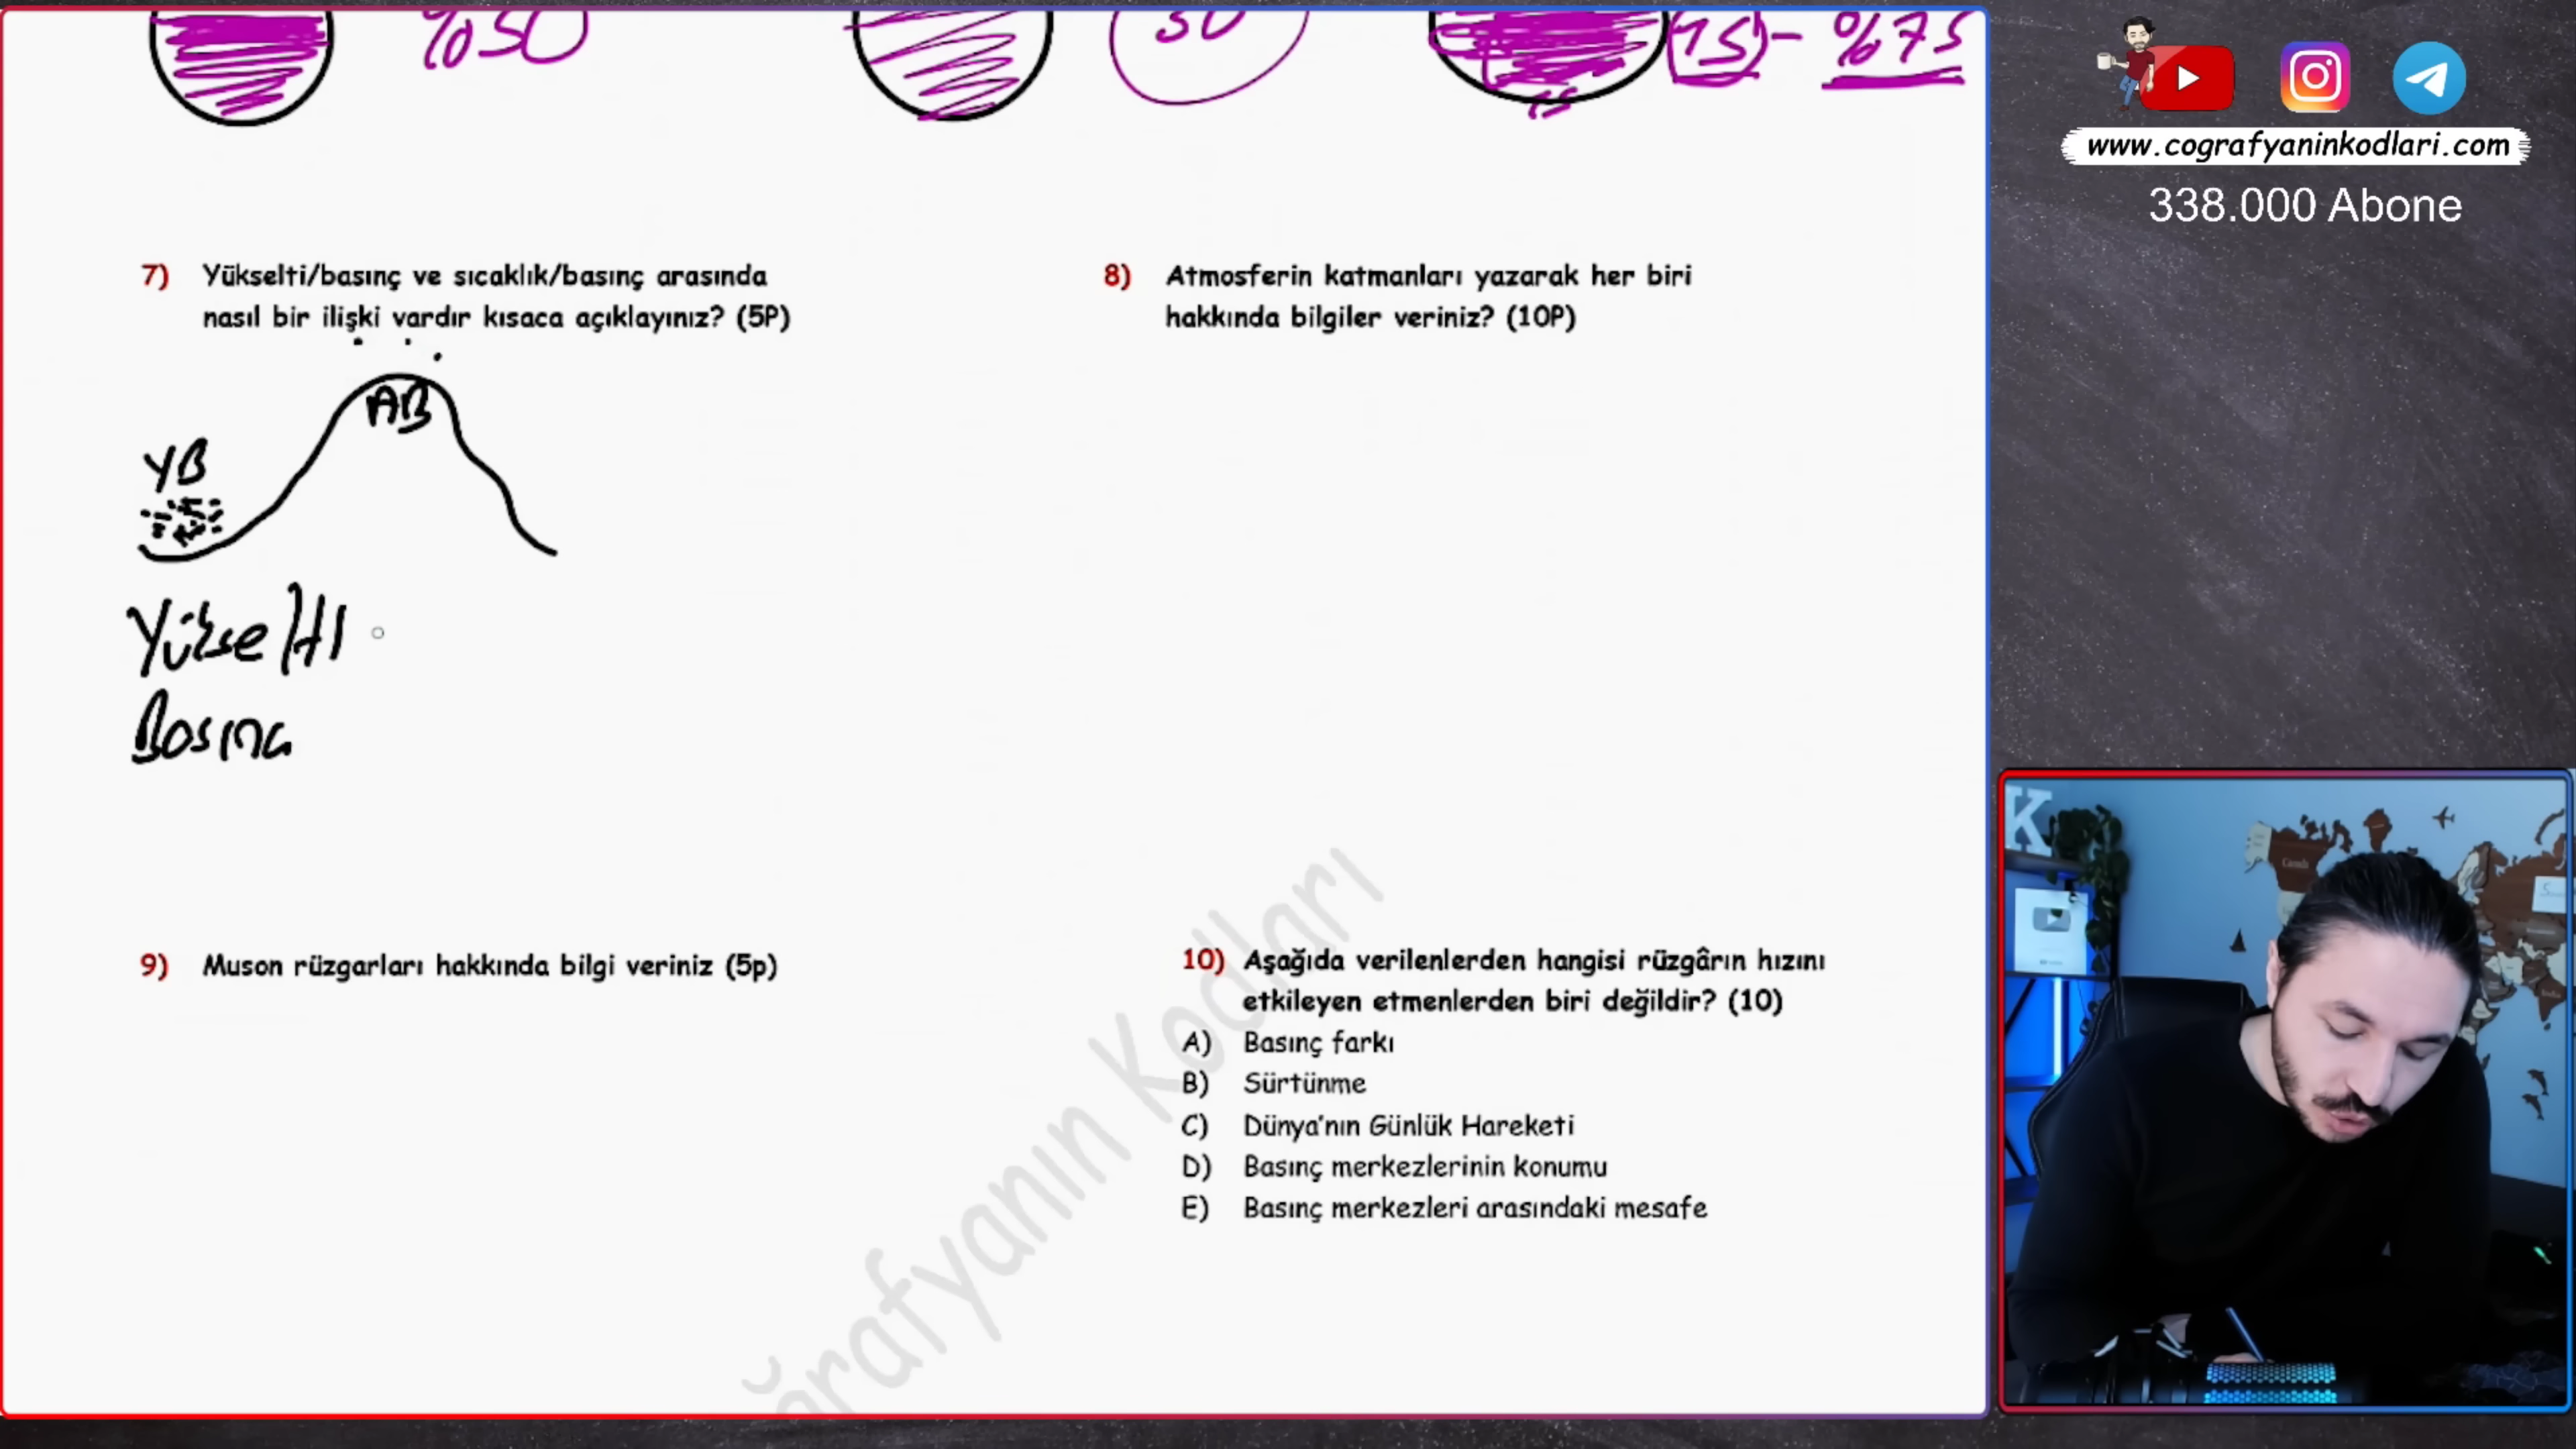 %50
50
75 - %75
15
www.cografyaninkodlari.com
338.000 Abone
7) Yükselti/basınç ve sıcaklık/basınç arasında
nasıl bir ilişki vardır kısaca açıklayınız? (5P)
AB
YB
Yükselti
Basınc
8) Atmosferin katmanları yazarak her biri
hakkında bilgiler veriniz? (10P)
9) Muson rüzgarları hakkında bilgi veriniz (5p)
10) Aşağıda verilenlerden hangisi rüzgârın hızını
etkileyen etmenlerden biri değildir? (10)
A) Basınç farkı
B) Sürtünme
C) Dünya'nın Günlük Hareketi
D) Basınç merkezlerinin konumu
E) Basınç merkezleri arasındaki mesafe
ğrafyanın Kodları
K